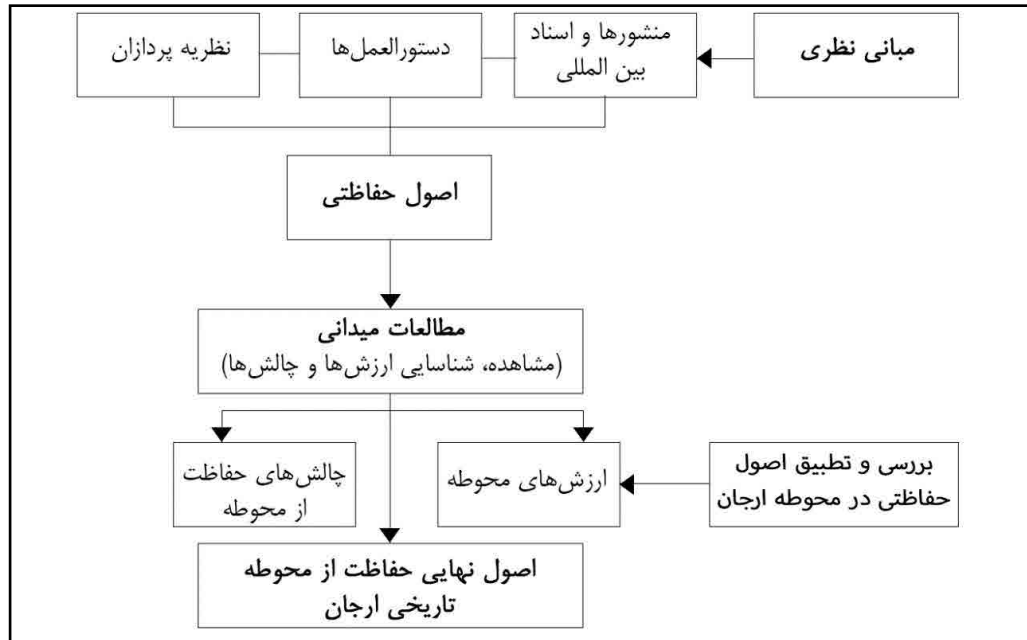 مبانی نظری
منشورها و اسناد
بین المللی
دستورالعمل‌ها
نظریه پردازان
اصول حفاظتی
مطالعات میدانی
(مشاهده، شناسایی ارزش‌ها و چالش‌ها)
بررسی و تطبیق اصول
حفاظتی در محوطه ارجان
ارزش‌های محوطه
چالش‌های حفاظت
از محوطه
اصول نهایی حفاظت از محوطه
تاریخی ارجان